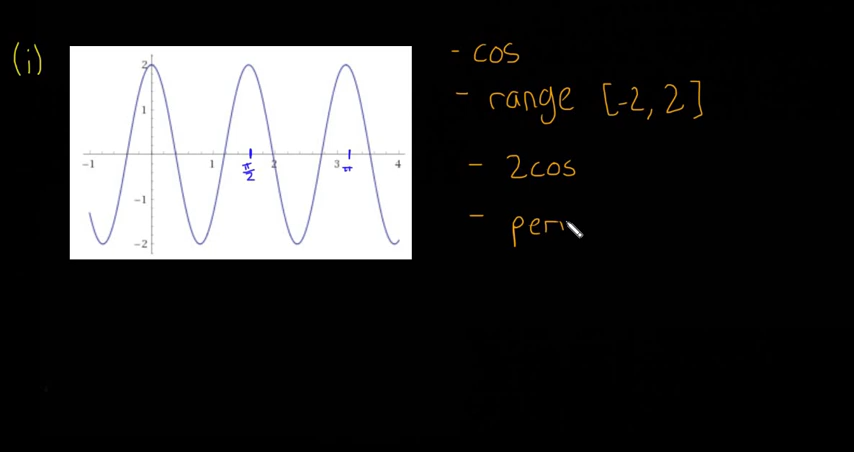 (i)
- cos
- range [-2, 2]
- 2cos
- peri
2
1
-1
1
π/2
2
3
π
4
-1
-2